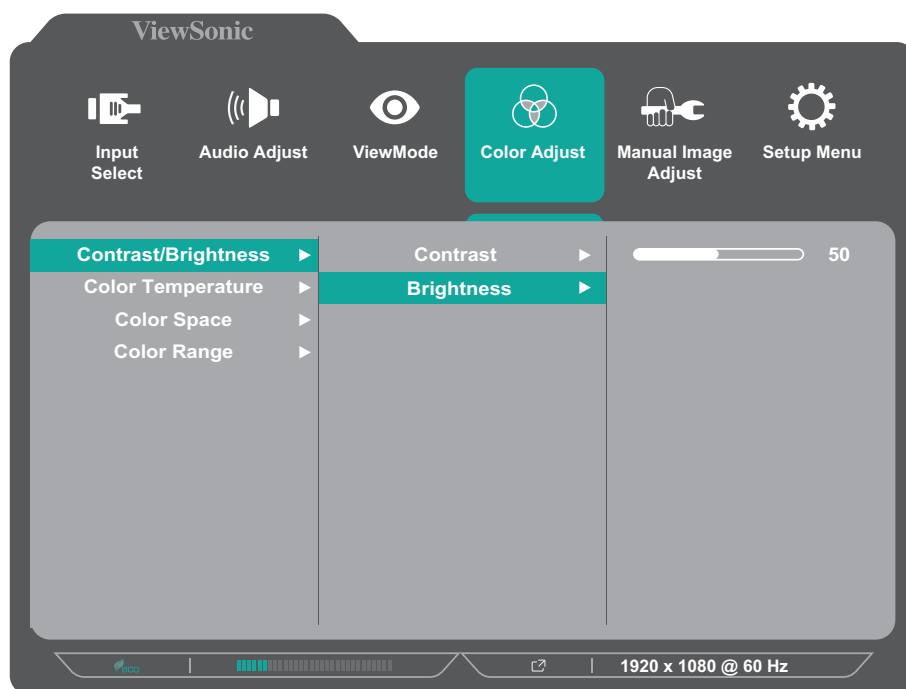 ViewSonic
Input
Select
Audio Adjust
ViewMode
Color Adjust
Manual Image
Adjust
Setup Menu
Contrast/Brightness
Contrast
50
Color Temperature
Brightness
Color Space
Color Range
ECO
1920 x 1080 @ 60 Hz